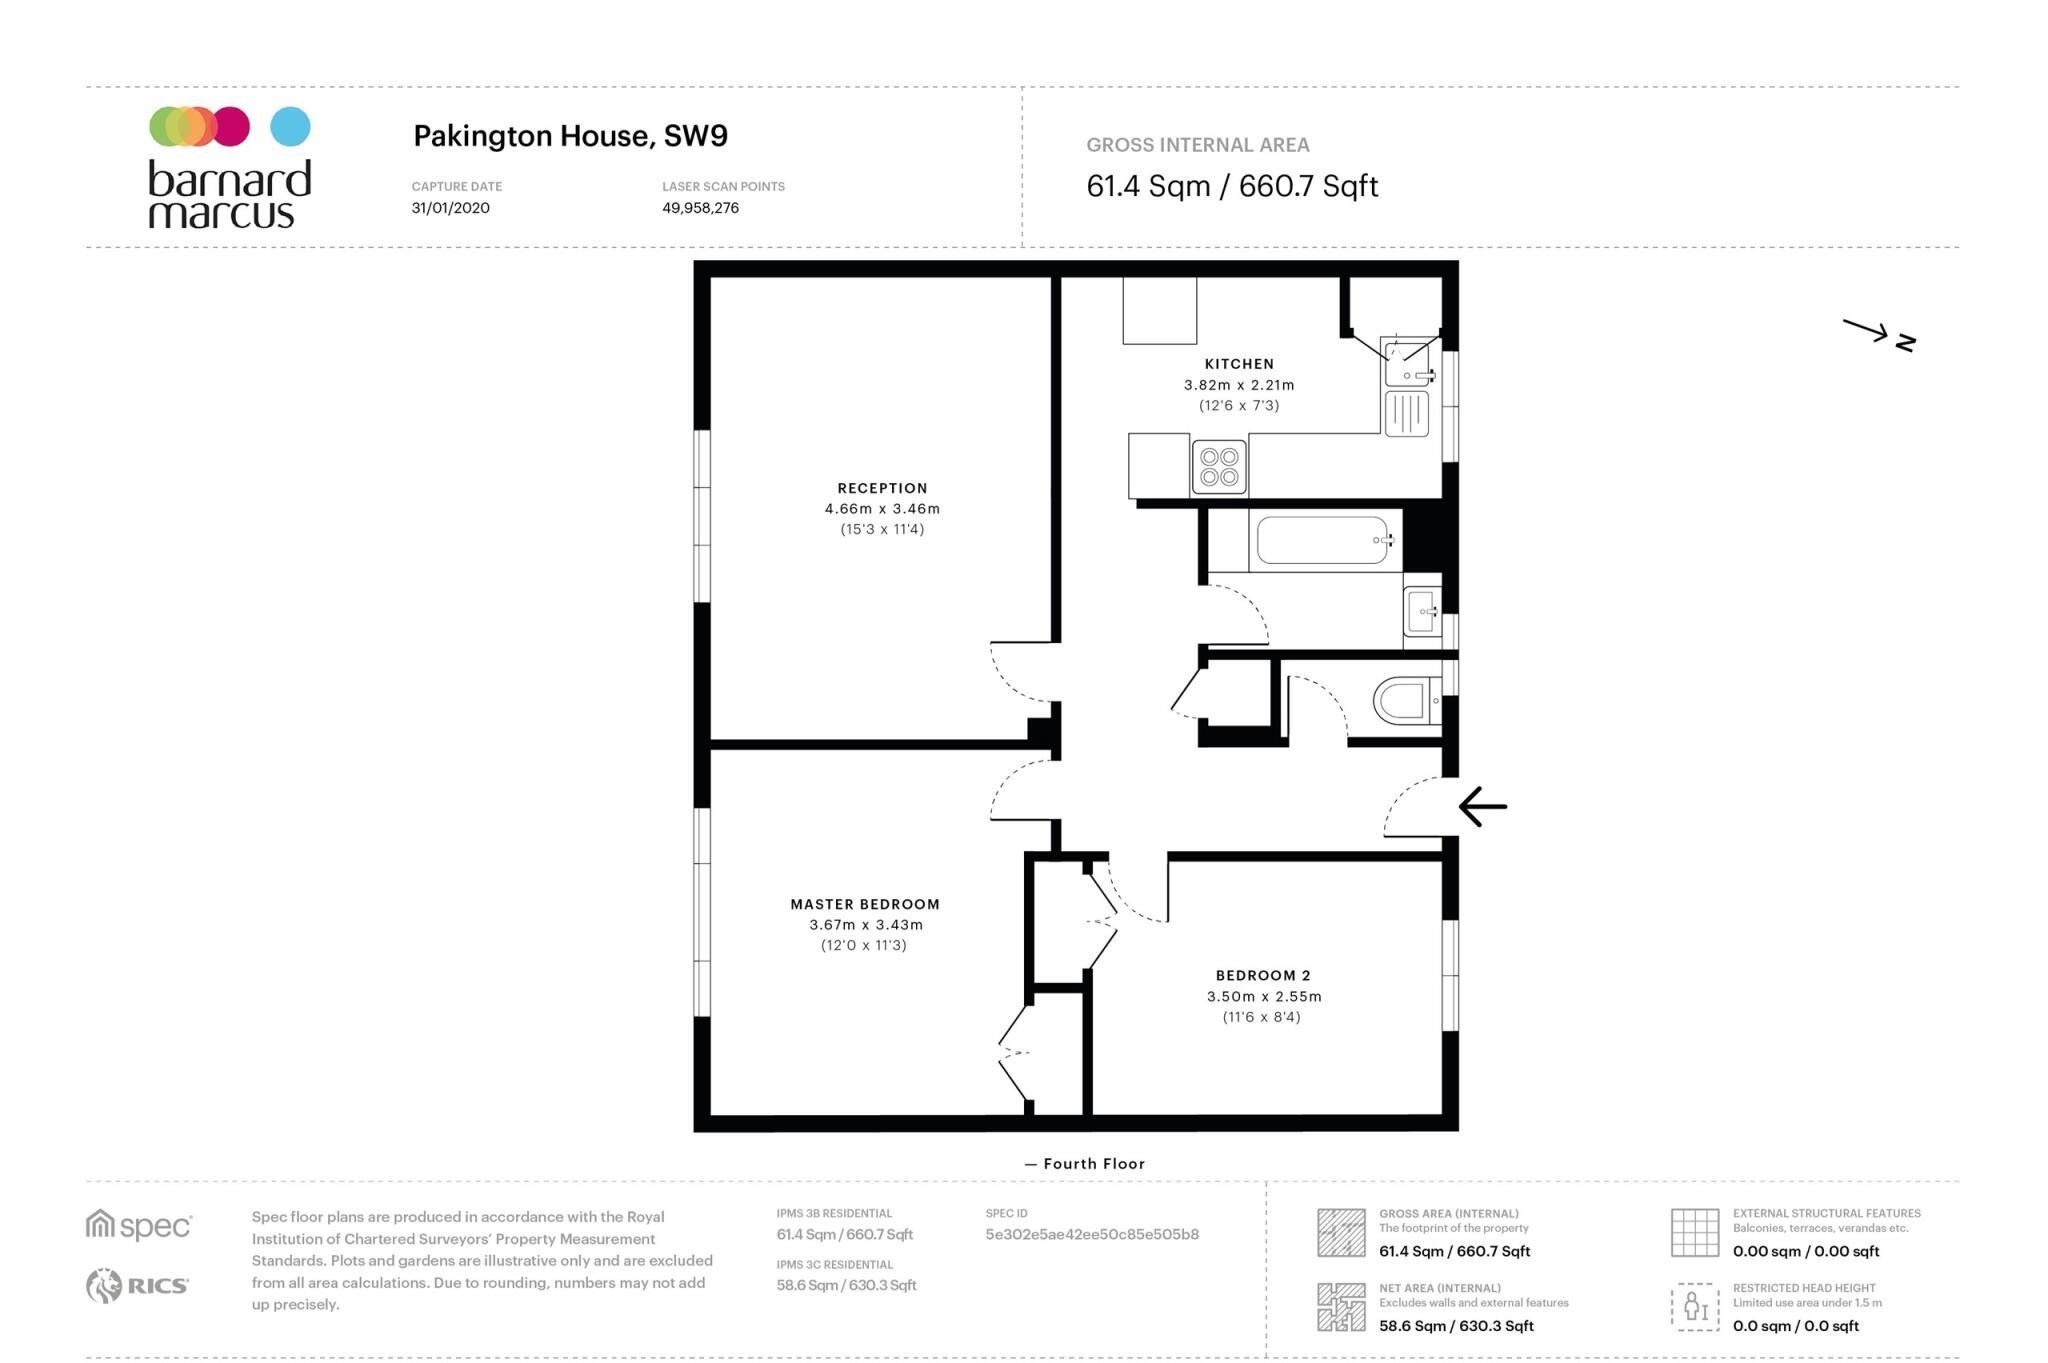 barnard
marcus
Pakington House, SW9
CAPTURE DATE
31/01/2020
LASER SCAN POINTS
49,958,276
GROSS INTERNAL AREA
61.4 Sqm / 660.7 Sqft
N
KITCHEN
3.82m x 2.21m
(12'6 x 7'3)
RECEPTION
4.66m x 3.46m
(15'3 x 11'4)
MASTER BEDROOM
3.67m x 3.43m
(12'0 x 11'3)
BEDROOM 2
3.50m x 2.55m
(11'6 x 8'4)
— Fourth Floor
spec®
RICS®
Spec floor plans are produced in accordance with the Royal
Institution of Chartered Surveyors' Property Measurement
Standards. Plots and gardens are illustrative only and are excluded
from all area calculations. Due to rounding, numbers may not add
up precisely.
IPMS 3B RESIDENTIAL
61.4 Sqm / 660.7 Sqft
IPMS 3C RESIDENTIAL
58.6 Sqm / 630.3 Sqft
SPEC ID
5e302e5ae42ee50c85e505b8
GROSS AREA (INTERNAL)
The footprint of the property
61.4 Sqm / 660.7 Sqft
NET AREA (INTERNAL)
Excludes walls and external features
58.6 Sqm / 630.3 Sqft
EXTERNAL STRUCTURAL FEATURES
Balconies, terraces, verandas etc.
0.00 sqm / 0.00 sqft
RESTRICTED HEAD HEIGHT
Limited use area under 1.5 m
0.0 sqm / 0.0 sqft